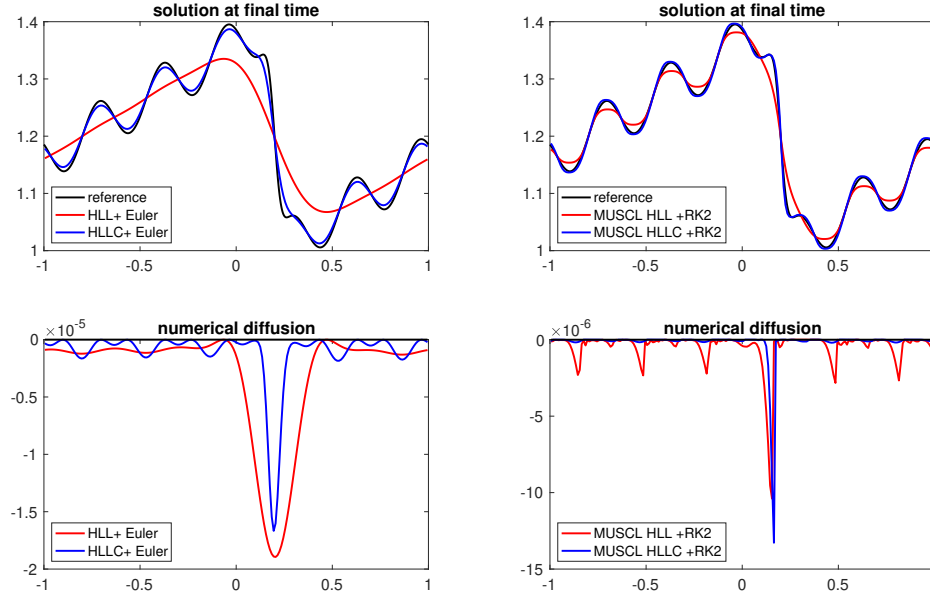 solution at final time
1.4
1.3
1.2
1.1
1
reference
HLL+ Euler
HLLC+ Euler
-1
-0.5
0
0.5
1
solution at final time
1.4
1.3
1.2
1.1
1
reference
MUSCL HLL +RK2
MUSCL HLLC +RK2
-1
-0.5
0
0.5
numerical diffusion
×10^-5
0
-0.5
-1
-1.5
-2
HLL+ Euler
HLLC+ Euler
-1
-0.5
0
0.5
1
numerical diffusion
×10^-6
0
-5
-10
-15
MUSCL HLL +RK2
MUSCL HLLC +RK2
-1
-0.5
0
0.5